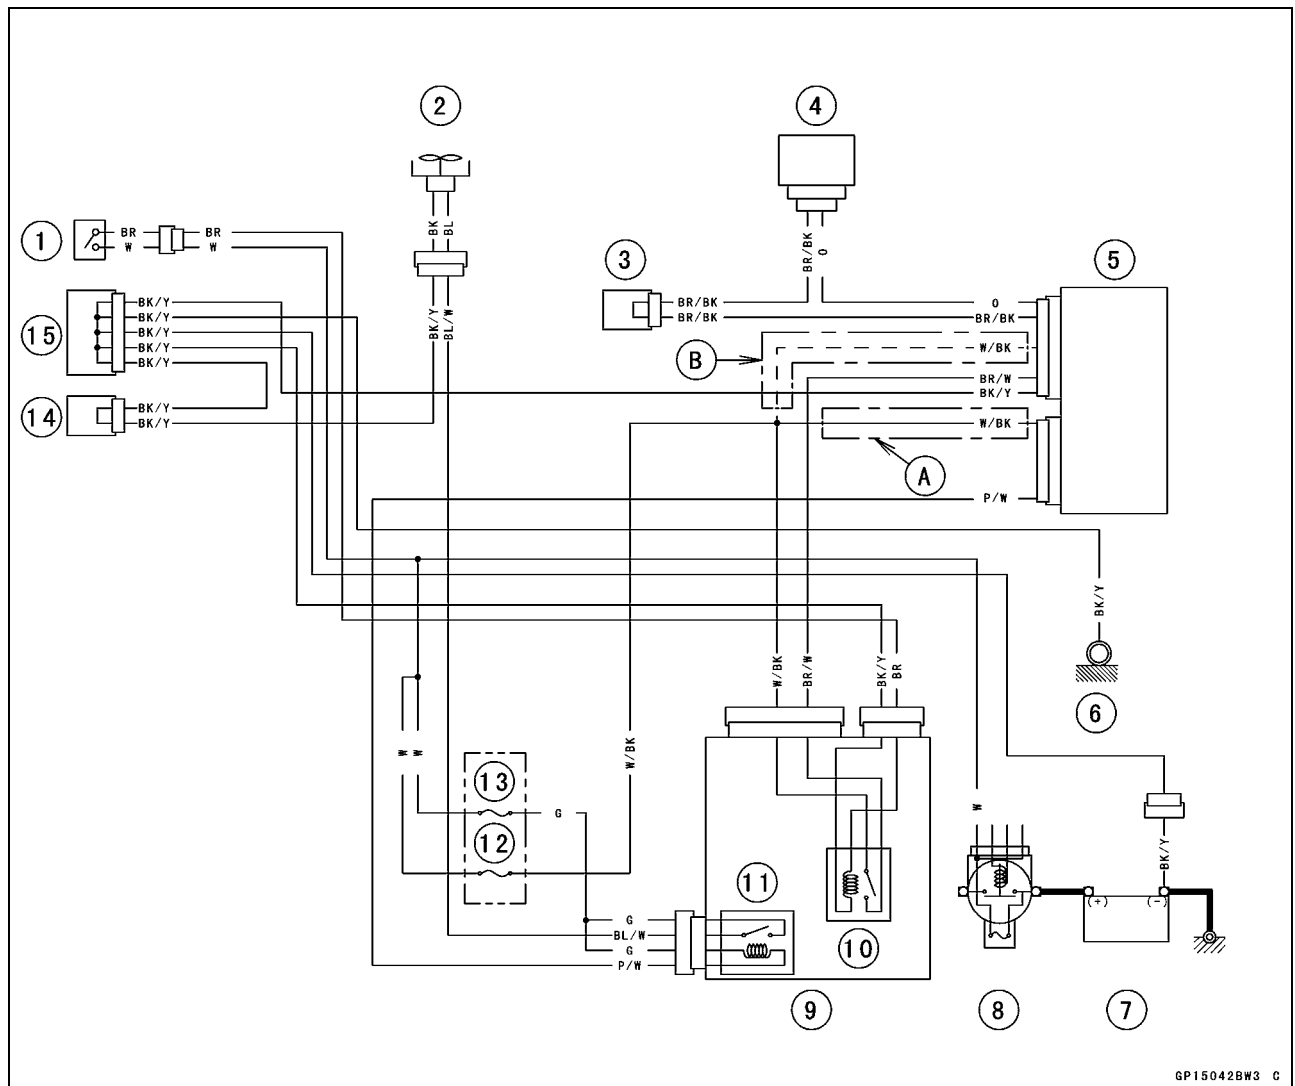 2
4
1
BR
W
BR
W
BK
BL
BR/BK
O
3
5
15
BK/Y
BK/Y
BK/Y
BK/Y
BK/Y
BK/Y
BL/W
BR/BK
BR/BK
O
BR/BK
B
W/BK
BR/W
BK/Y
14
BK/Y
BK/Y
W/BK
A
P/W
BK/Y
6
W/BK
BR/W
BK/Y
BR
W
W
W/BK
13
G
12
W
BK/Y
11
10
(+)
(-)
G
BL/W
G
P/W
9
8
7
GP15042BW3 C